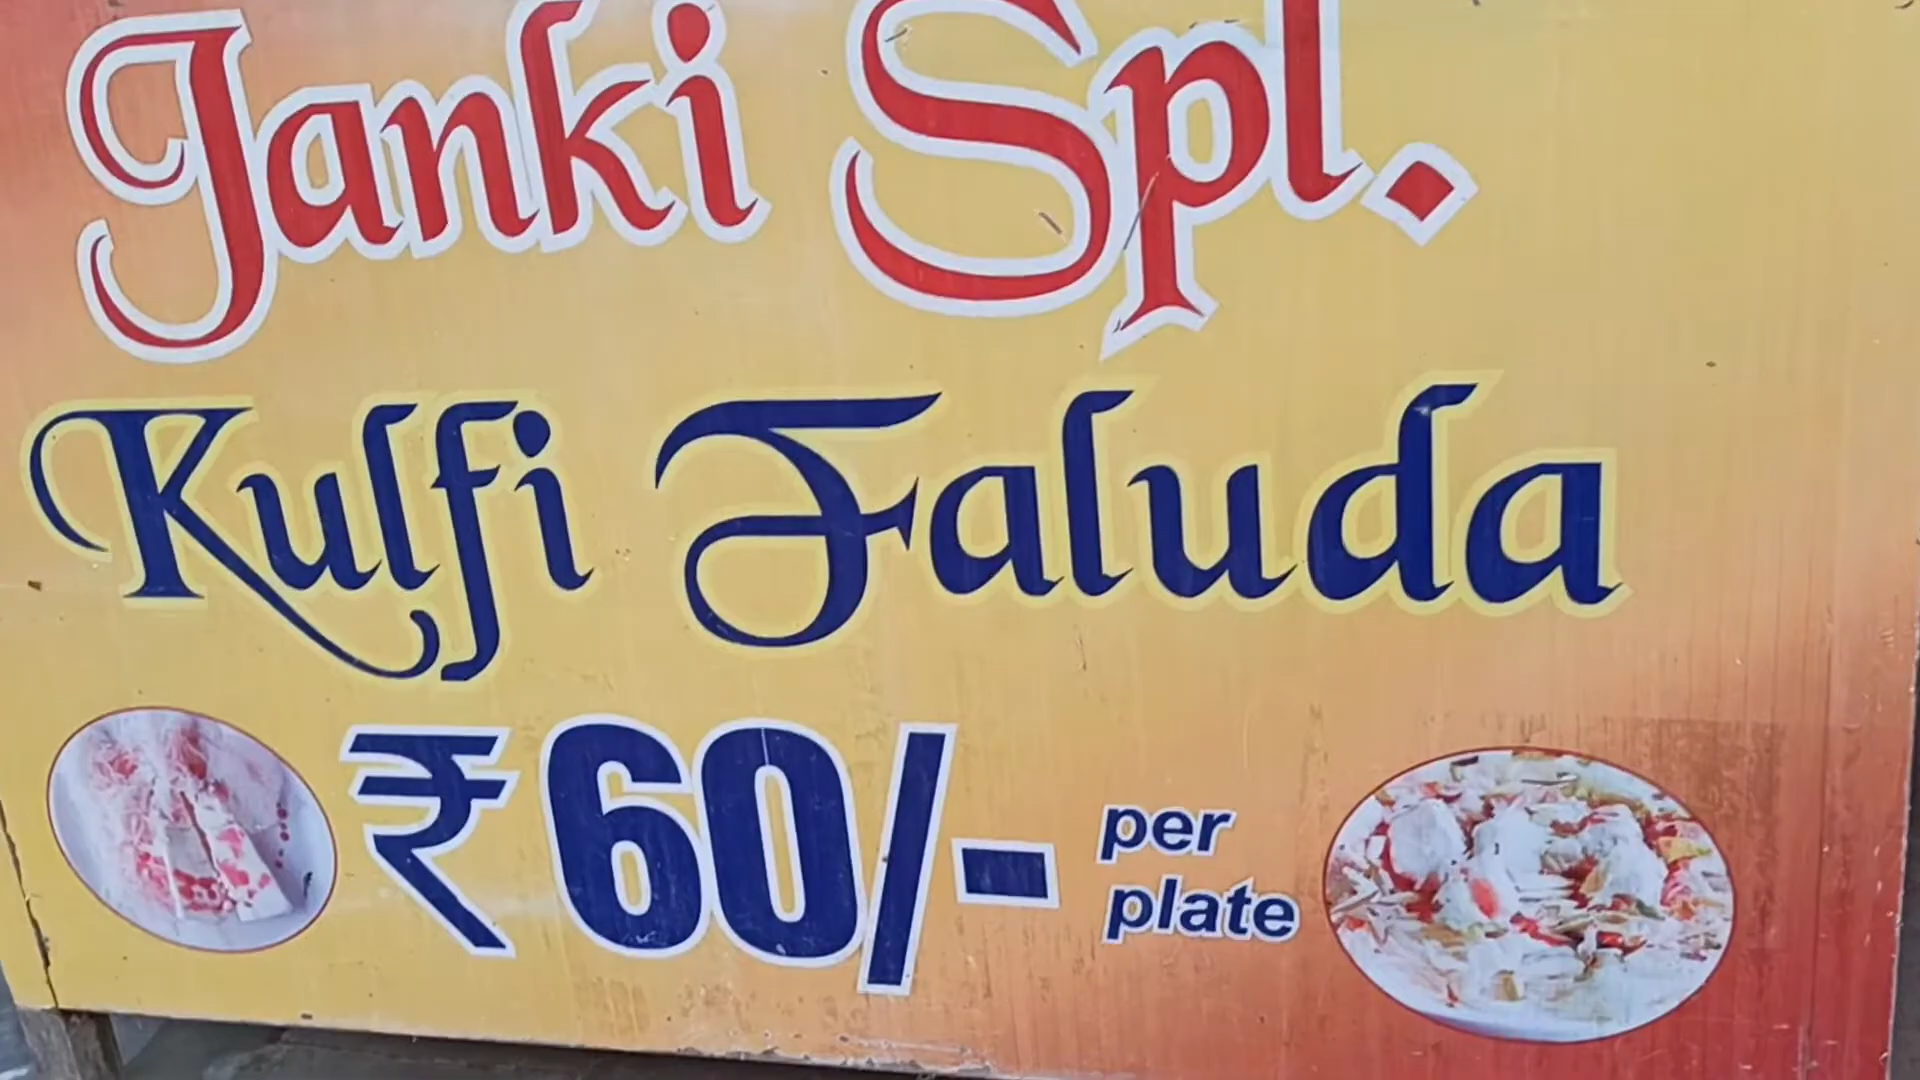 Janki Spl.
Kulfi Faluda
₹ 60/- per
plate